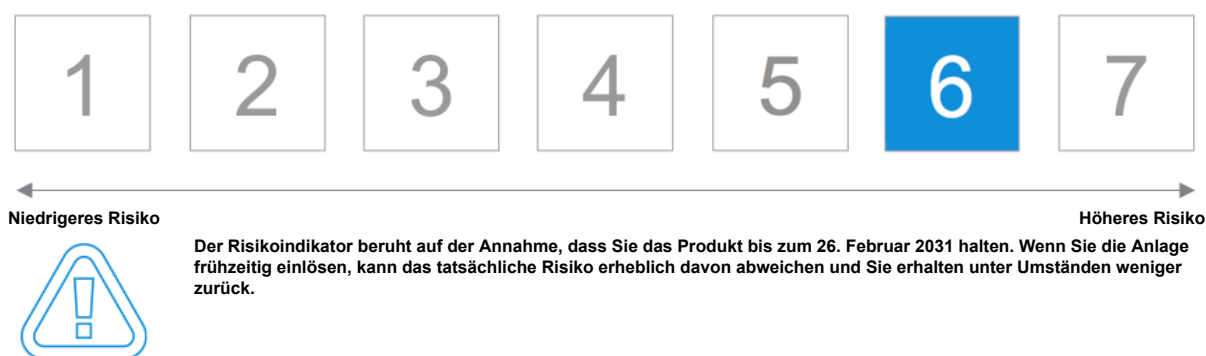 1 2 3 4 5 6 7
Niedrigeres Risiko Höheres Risiko
Der Risikoindikator beruht auf der Annahme, dass Sie das Produkt bis zum 26. Februar 2031 halten. Wenn Sie die Anlage
frühzeitig einlösen, kann das tatsächliche Risiko erheblich davon abweichen und Sie erhalten unter Umständen weniger
zurück.